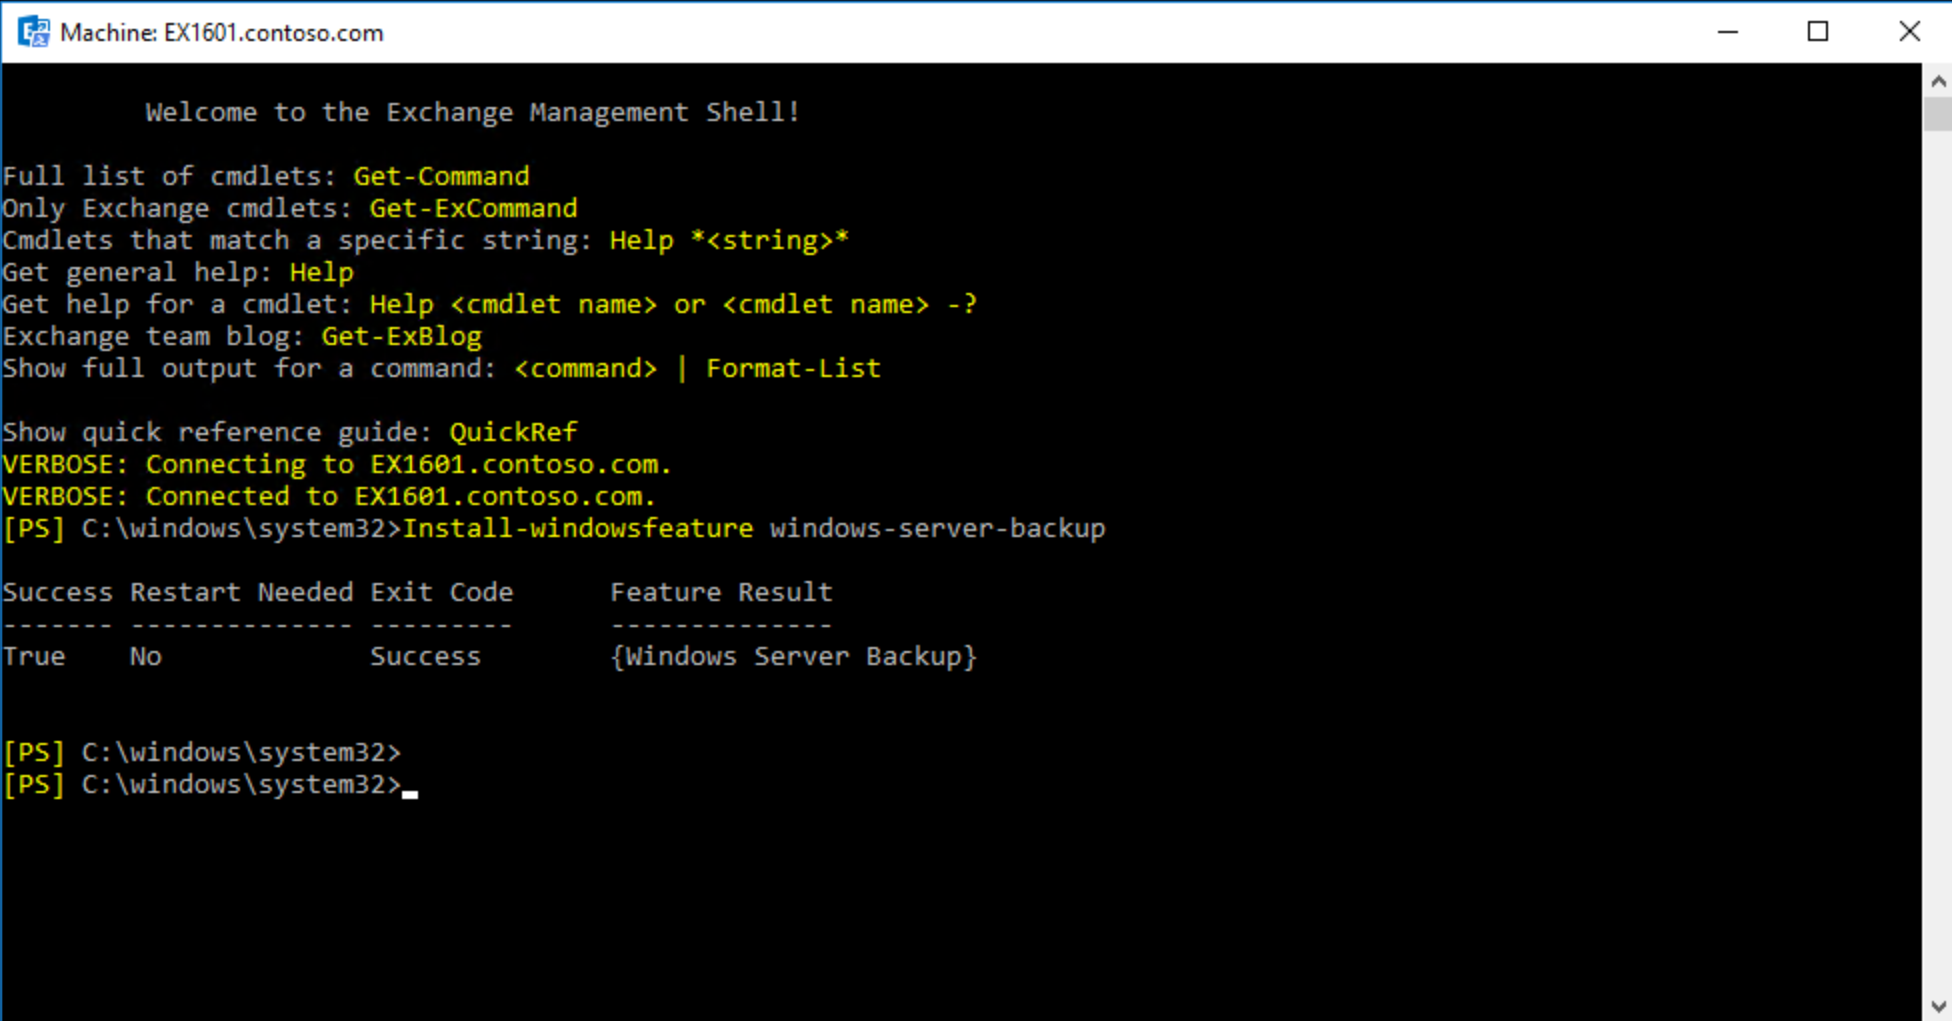 Machine: EX1601.contoso.com
Welcome to the Exchange Management Shell!
Full list of cmdlets: Get-Command
Only Exchange cmdlets: Get-ExCommand
Cmdlets that match a specific string: Help *<string>*
Get general help: Help
Get help for a cmdlet: Help <cmdlet name> or <cmdlet name> -?
Exchange team blog: Get-ExBlog
Show full output for a command: <command> | Format-List
Show quick reference guide: QuickRef
VERBOSE: Connecting to EX1601.contoso.com.
VERBOSE: Connected to EX1601.contoso.com.
[PS] C:\windows\system32>Install-windowsfeature windows-server-backup
Success Restart Needed Exit Code      Feature Result
------- -------------- ---------      --------------
True    No             Success        {Windows Server Backup}
[PS] C:\windows\system32>
[PS] C:\windows\system32>